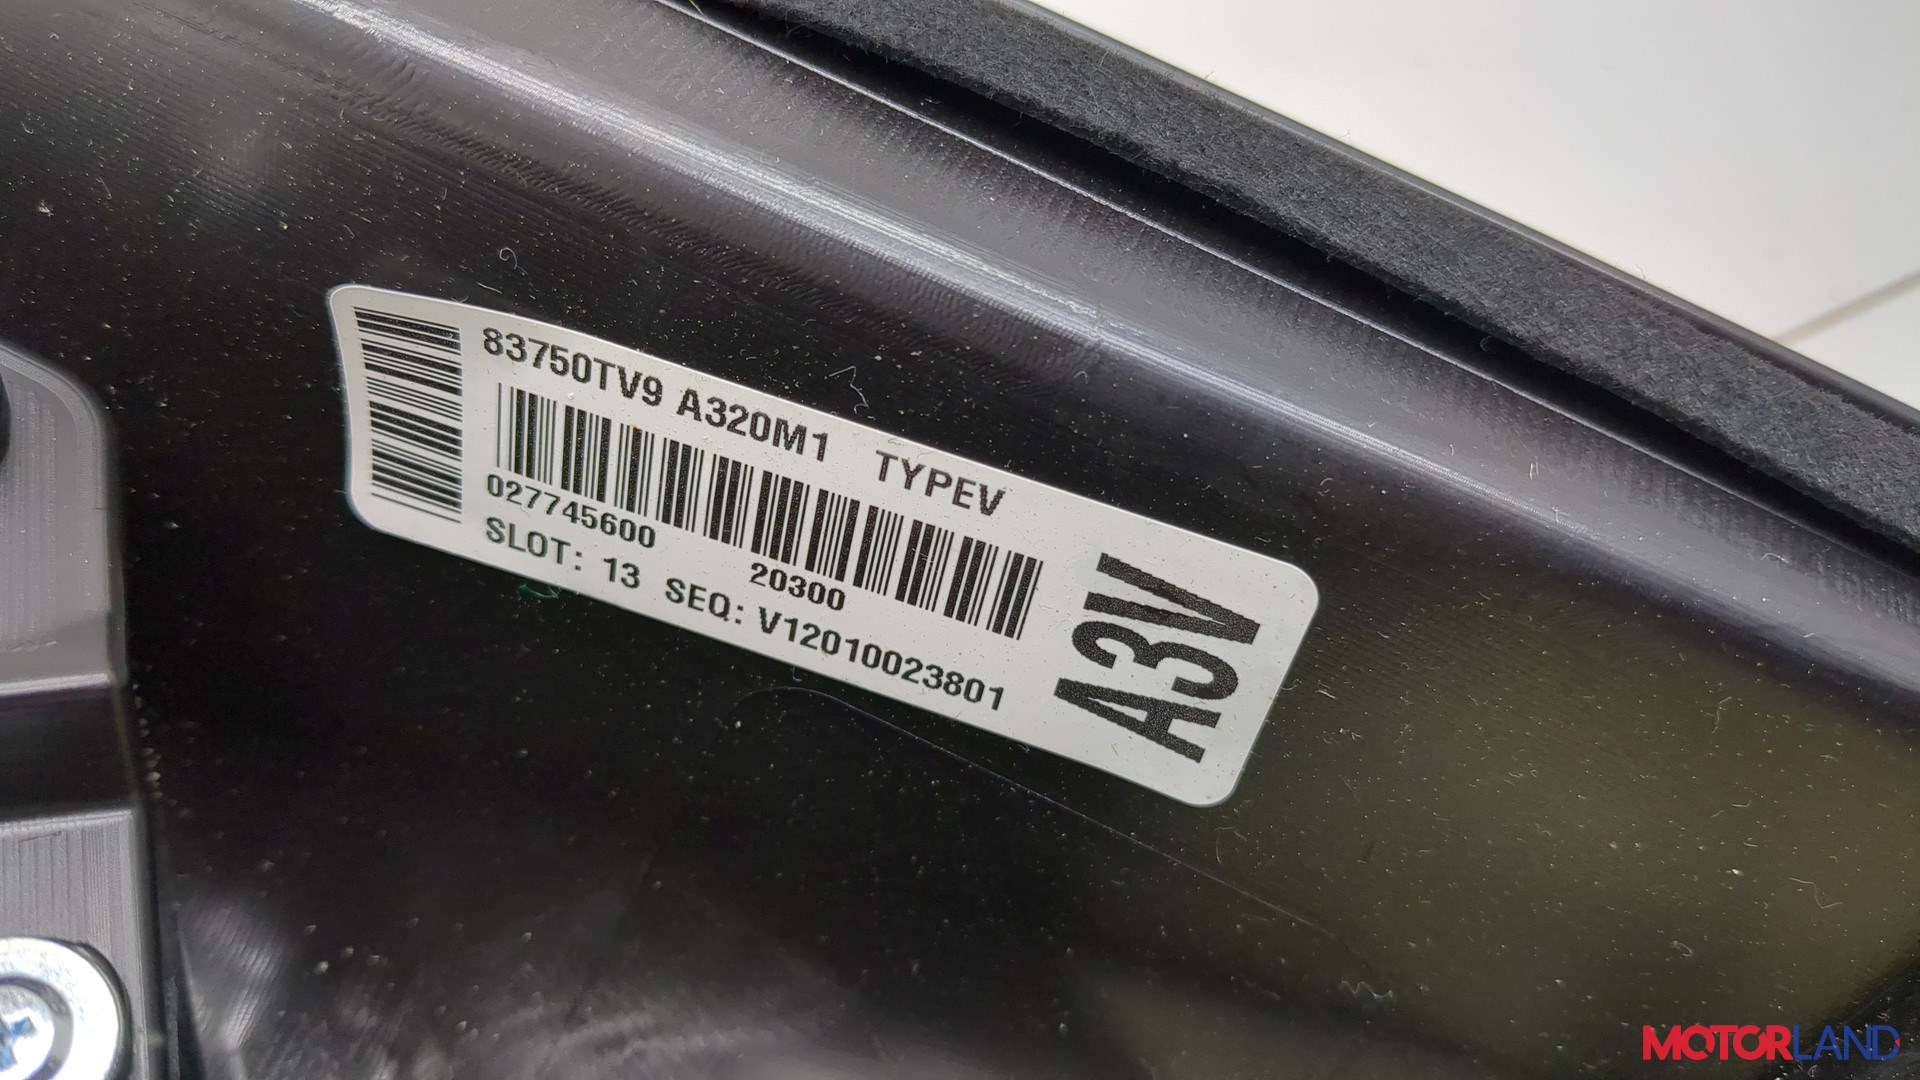 83750TV9 A320M1 TYPEV
027745600 20300
SLOT: 13 SEQ: V12010023801
A3V
MOTORLAND